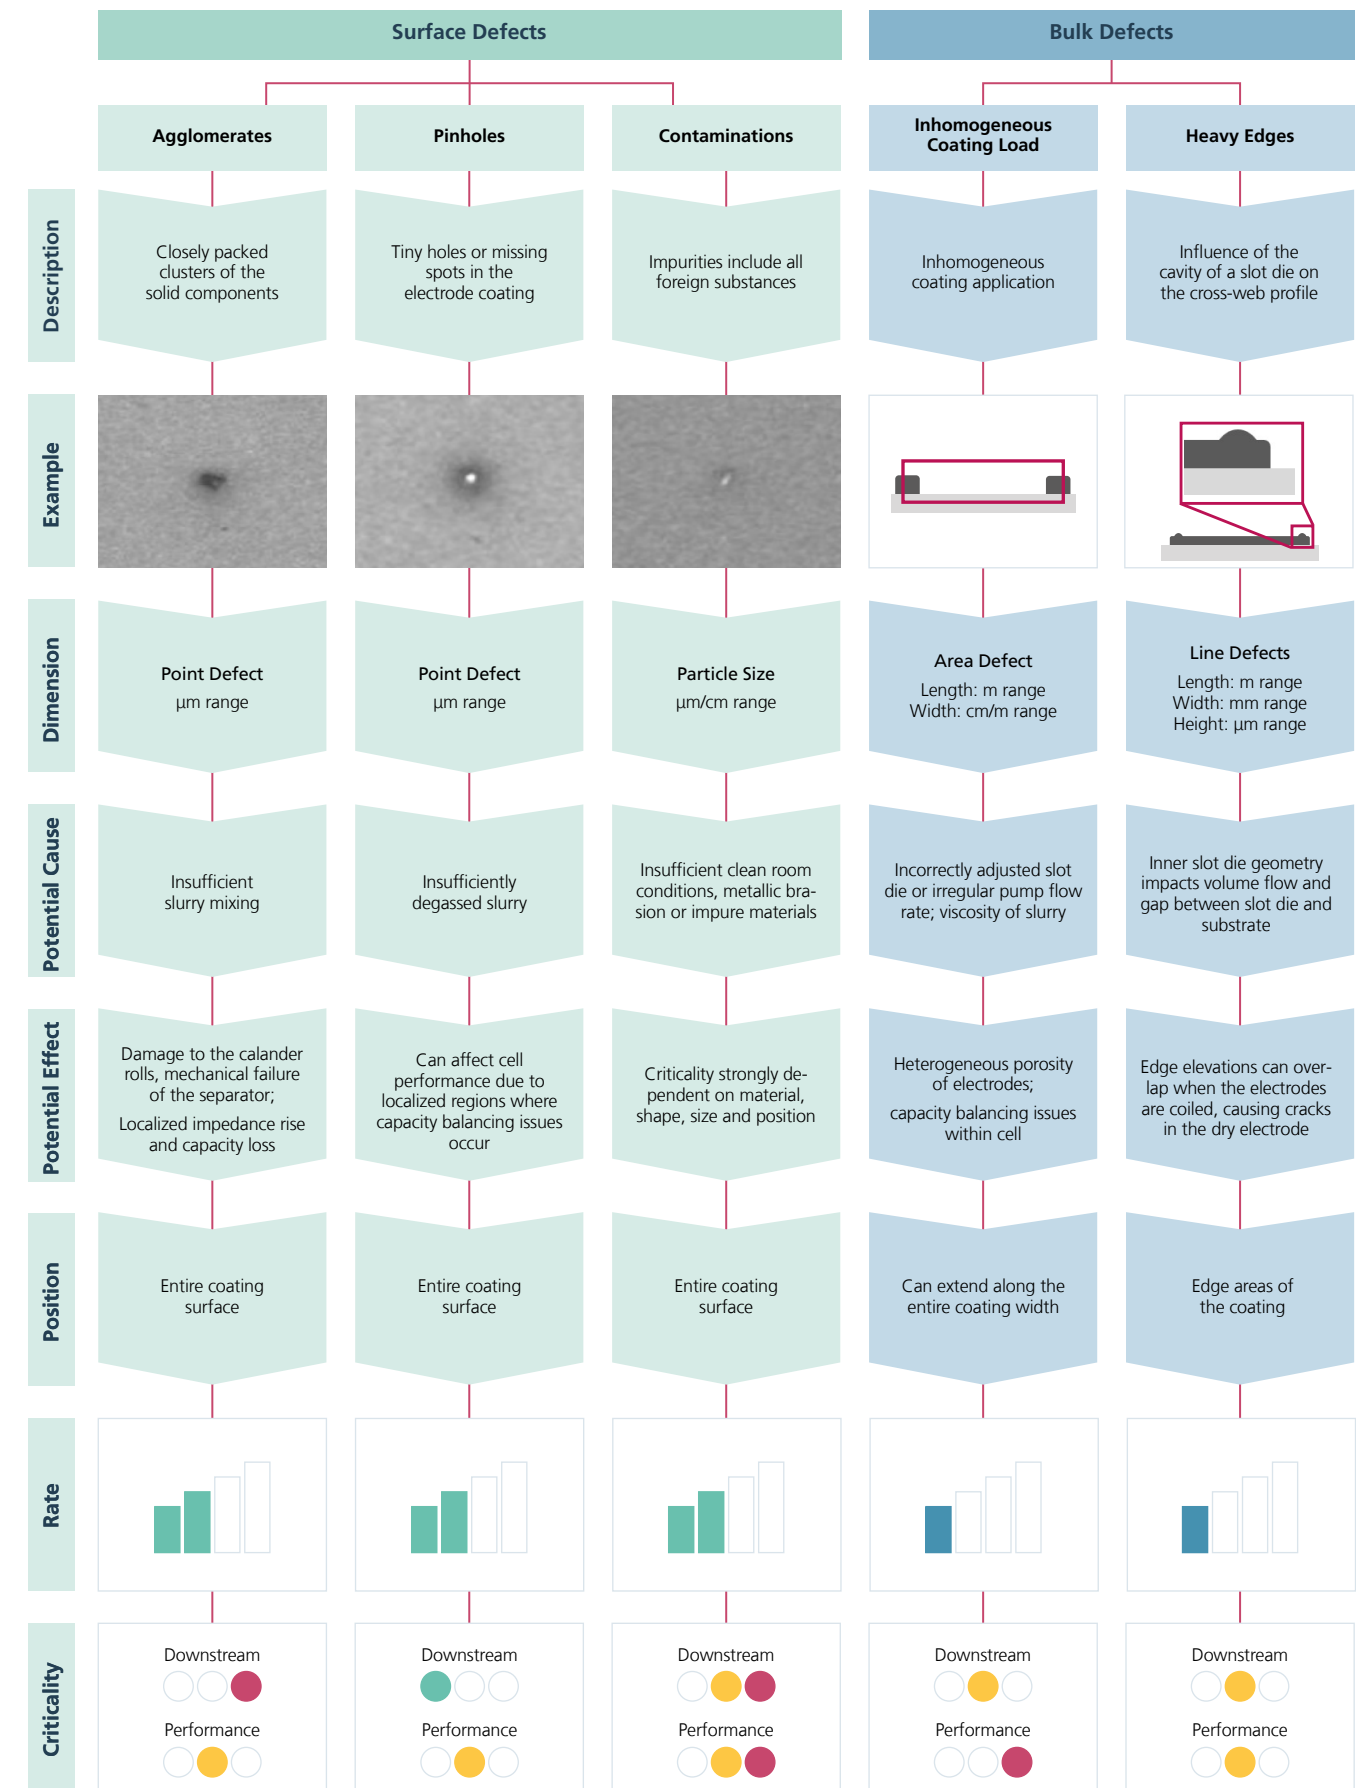 Surface Defects
Bulk Defects
Agglomerates
Pinholes
Contaminations
Inhomogeneous
Coating Load
Heavy Edges
Description
Closely packed
clusters of the
solid components
Tiny holes or missing
spots in the
electrode coating
Impurities include all
foreign substances
Inhomogeneous
coating application
Influence of the
cavity of a slot die on
the cross-web profile
Example
Dimension
Point Defect
µm range
Point Defect
µm range
Particle Size
µm/cm range
Area Defect
Length: m range
Width: cm/m range
Line Defects
Length: m range
Width: mm range
Height: µm range
Potential Cause
Insufficient
slurry mixing
Insufficiently
degassed slurry
Insufficient clean room
conditions, metallic bra-
sion or impure materials
Incorrectly adjusted slot
die or irregular pump flow
rate; viscosity of slurry
Inner slot die geometry
impacts volume flow and
gap between slot die and
substrate
Potential Effect
Damage to the calander
rolls, mechanical failure
of the separator;
Localized impedance rise
and capacity loss
Can affect cell
performance due to
localized regions where
capacity balancing issues
occur
Criticality strongly de-
pendent on material,
shape, size and position
Heterogeneous porosity
of electrodes;
capacity balancing issues
within cell
Edge elevations can over-
lap when the electrodes
are coiled, causing cracks
in the dry electrode
Position
Entire coating
surface
Entire coating
surface
Entire coating
surface
Can extend along the
entire coating width
Edge areas of
the coating
Rate
Criticality
Downstream
Performance
Downstream
Performance
Downstream
Performance
Downstream
Performance
Downstream
Performance